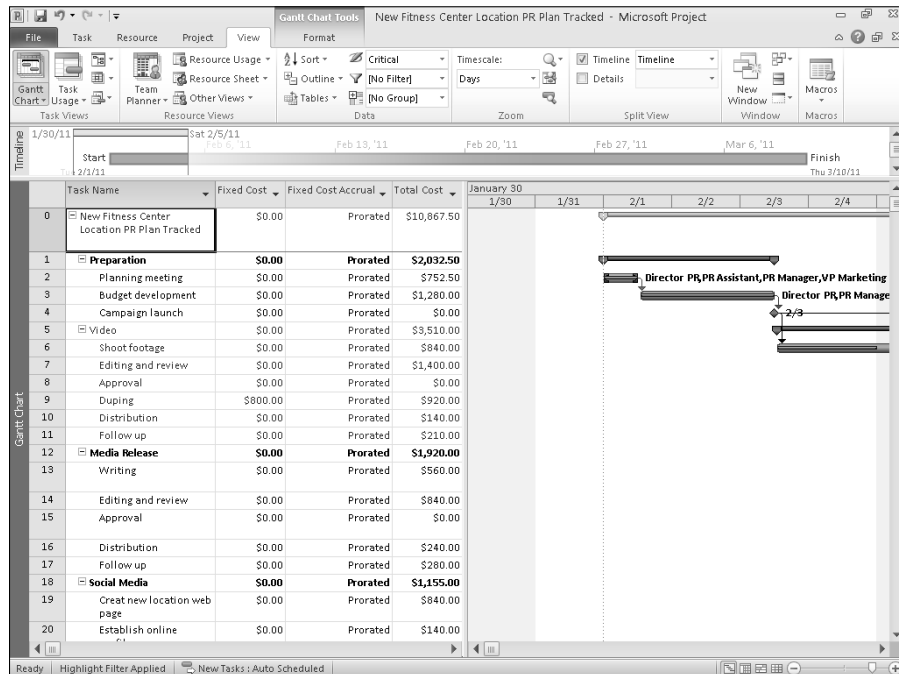 Gantt Chart Tools New Fitness Center Location PR Plan Tracked - Microsoft Project
File Task Resource Project View Format
Gantt Chart
Task Usage
Team Planner
Resource Usage
Resource Sheet
Other Views
Sort
Outline
Tables
Critical
[No Filter]
[No Group]
Timescale:
Days
Timeline Timeline
Details
New Window
Macros
Task Views Resource Views Data Zoom Split View Window Macros
Timeline
1/30/11 Sat 2/5/11
Feb 6, '11 Feb 13, '11 Feb 20, '11 Feb 27, '11 Mar 6, '11
Start Finish
2/1/11 Thu 3/10/11
Task Name Fixed Cost Fixed Cost Accrual Total Cost January 30
1/30 1/31 2/1 2/2 2/3 2/4
0 New Fitness Center $0.00 Prorated $10,867.50
Location PR Plan Tracked
1 Preparation $0.00 Prorated $2,032.50
2 Planning meeting $0.00 Prorated $752.50 Director PR,PR Assistant,PR Manager,VP Marketing
3 Budget development $0.00 Prorated $1,280.00 Director PR,PR Manage
4 Campaign launch $0.00 Prorated $0.00 2/3
5 Video $0.00 Prorated $3,510.00
6 Shoot footage $0.00 Prorated $840.00
7 Editing and review $0.00 Prorated $1,400.00
8 Approval $0.00 Prorated $0.00
9 Duping $800.00 Prorated $920.00
10 Distribution $0.00 Prorated $140.00
11 Follow up $0.00 Prorated $210.00
12 Media Release $0.00 Prorated $1,920.00
13 Writing $0.00 Prorated $560.00
14 Editing and review $0.00 Prorated $840.00
15 Approval $0.00 Prorated $0.00
16 Distribution $0.00 Prorated $240.00
17 Follow up $0.00 Prorated $280.00
18 Social Media $0.00 Prorated $1,155.00
19 Creat new location web $0.00 Prorated $840.00
page
20 Establish online $0.00 Prorated $140.00
Gantt Chart
Ready Highlight Filter Applied New Tasks : Auto Scheduled